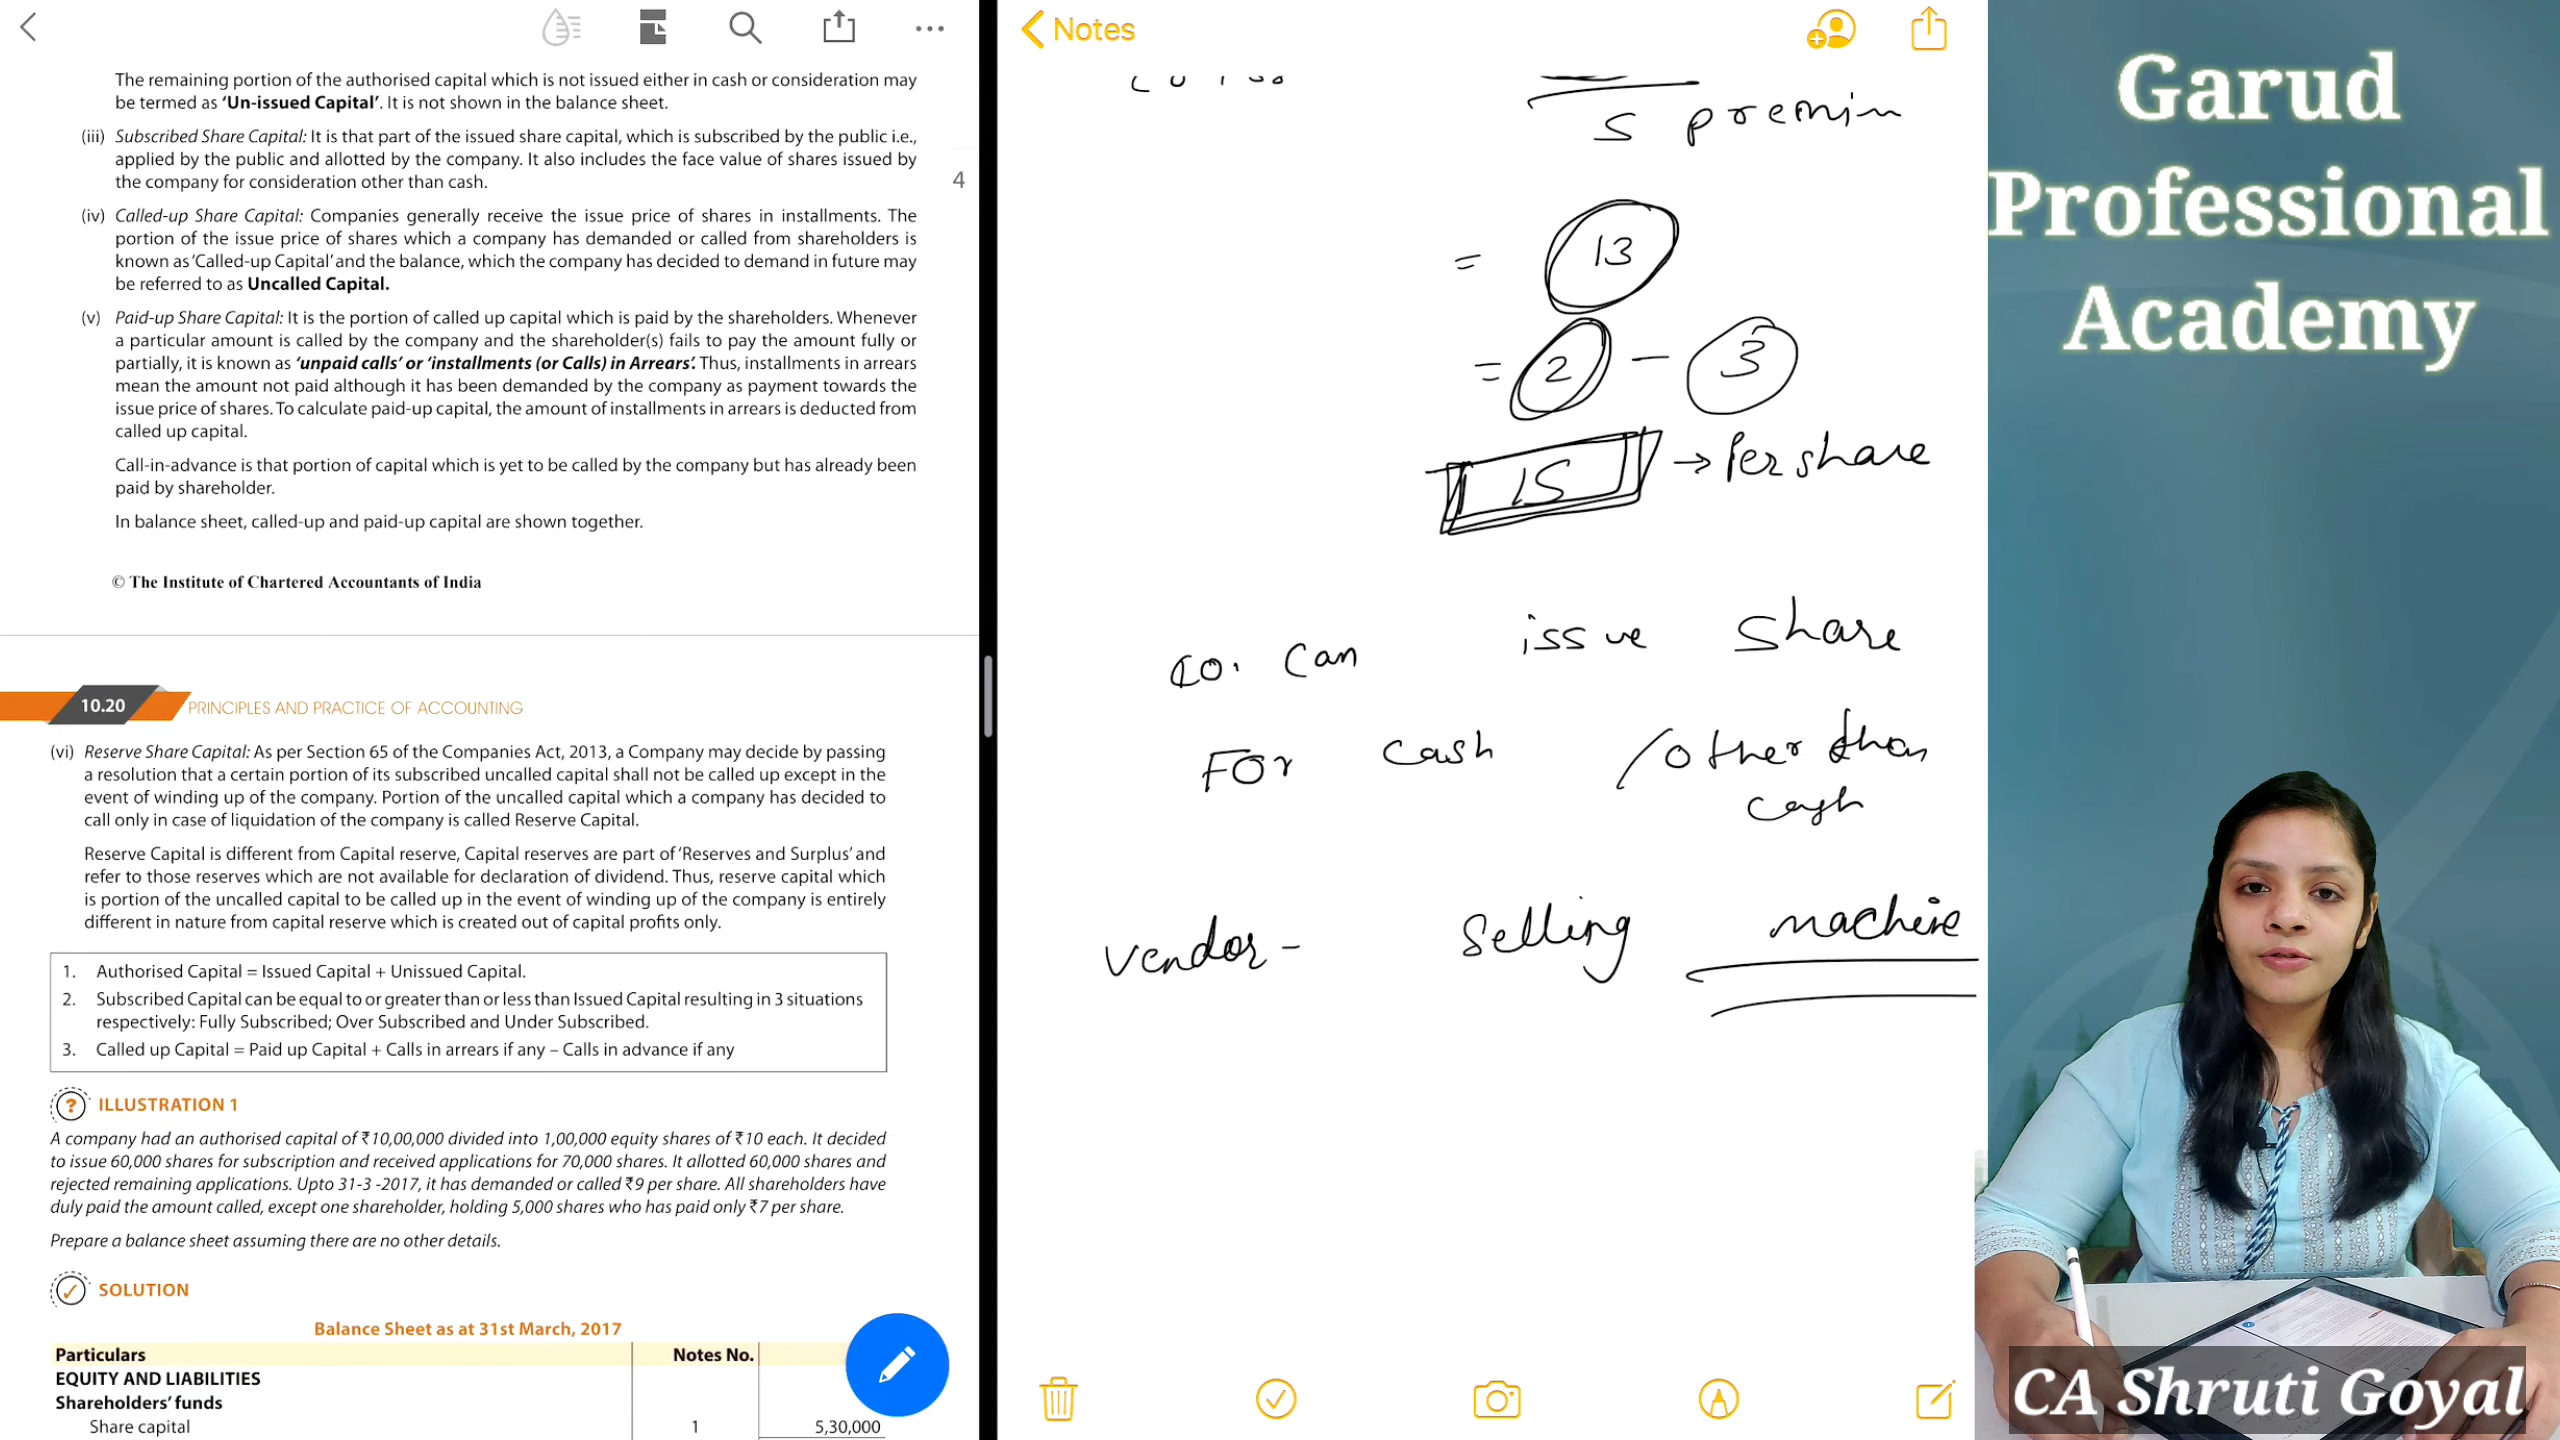 The remaining portion of the authorised capital which is not issued either in cash or consideration may
be termed as 'Un-issued Capital'. It is not shown in the balance sheet.
(iii) Subscribed Share Capital: It is that part of the issued share capital, which is subscribed by the public i.e.,
applied by the public and allotted by the company. It also includes the face value of shares issued by
the company for consideration other than cash.
4
(iv) Called-up Share Capital: Companies generally receive the issue price of shares in installments. The
portion of the issue price of shares which a company has demanded or called from shareholders is
known as 'Called-up Capital' and the balance, which the company has decided to demand in future may
be referred to as Uncalled Capital.
(v) Paid-up Share Capital: It is the portion of called up capital which is paid by the shareholders. Whenever
a particular amount is called by the company and the shareholder(s) fails to pay the amount fully or
partially, it is known as 'unpaid calls' or 'installments (or Calls) in Arrears'. Thus, installments in arrears
mean the amount not paid although it has been demanded by the company as payment towards the
issue price of shares. To calculate paid-up capital, the amount of installments in arrears is deducted from
called up capital.
Call-in-advance is that portion of capital which is yet to be called by the company but has already been
paid by shareholder.
In balance sheet, called-up and paid-up capital are shown together.
© The Institute of Chartered Accountants of India
10.20 PRINCIPLES AND PRACTICE OF ACCOUNTING
(vi) Reserve Share Capital: As per Section 65 of the Companies Act, 2013, a Company may decide by passing
a resolution that a certain portion of its subscribed uncalled capital shall not be called up except in the
event of winding up of the company. Portion of the uncalled capital which a company has decided to
call only in case of liquidation of the company is called Reserve Capital.
Reserve Capital is different from Capital reserve, Capital reserves are part of 'Reserves and Surplus' and
refer to those reserves which are not available for declaration of dividend. Thus, reserve capital which
is portion of the uncalled capital to be called up in the event of winding up of the company is entirely
different in nature from capital reserve which is created out of capital profits only.
1. Authorised Capital = Issued Capital + Unissued Capital.
2. Subscribed Capital can be equal to or greater than or less than Issued Capital resulting in 3 situations
respectively: Fully Subscribed; Over Subscribed and Under Subscribed.
3. Called up Capital = Paid up Capital + Calls in arrears if any – Calls in advance if any
? ILLUSTRATION 1
A company had an authorised capital of ₹10,00,000 divided into 1,00,000 equity shares of ₹10 each. It decided
to issue 60,000 shares for subscription and received applications for 70,000 shares. It allotted 60,000 shares and
rejected remaining applications. Upto 31-3 -2017, it has demanded or called ₹9 per share. All shareholders have
duly paid the amount called, except one shareholder, holding 5,000 shares who has paid only ₹7 per share.
Prepare a balance sheet assuming there are no other details.
SOLUTION
Balance Sheet as at 31st March, 2017
Particulars Notes No.
EQUITY AND LIABILITIES
Shareholders' funds
Share capital 1 5,30,000
Notes
5 premium
= 13
= 2 - 3
15 → Per share
Co. Can issue share
For cash / other than
cash
vendor - selling machine
Garud
Professional
Academy
CA Shruti Goyal